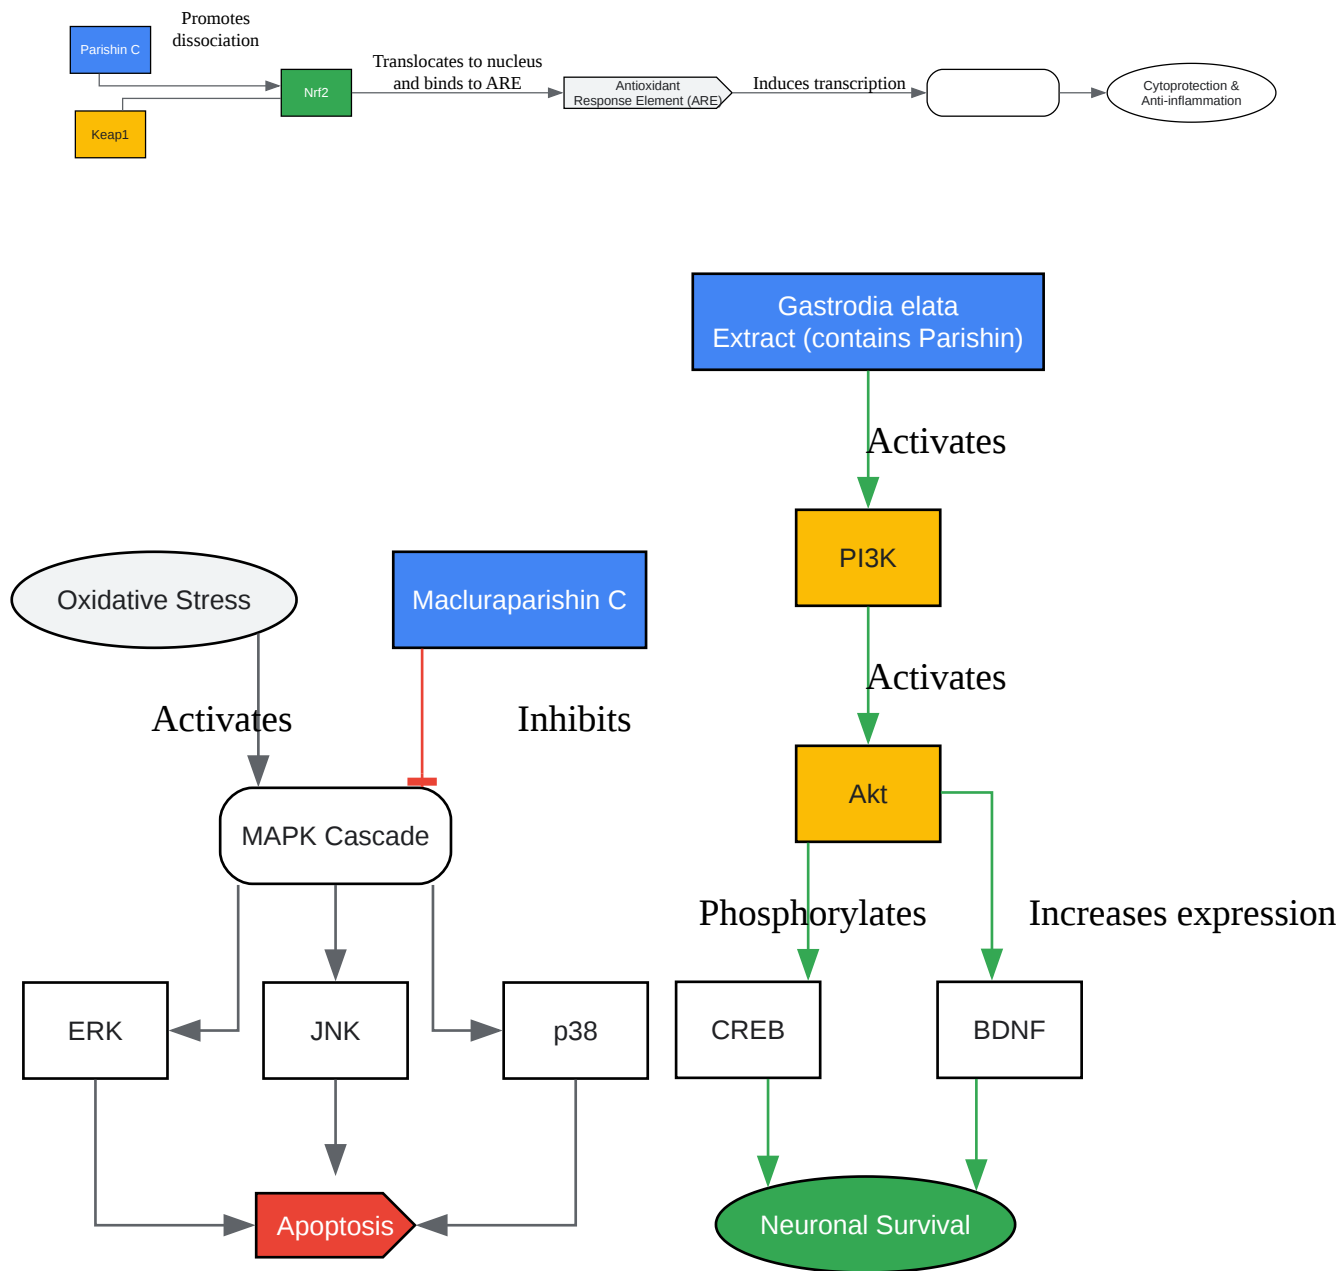 Promotes
dissociation
Parishin C
Keap1
Nrf2
Translocates to nucleus
and binds to ARE
Antioxidant
Response Element (ARE)
Induces transcription
Cytoprotection &
Anti-inflammation
Oxidative Stress
Macluraparishin C
Activates
Inhibits
MAPK Cascade
ERK
JNK
p38
Apoptosis
Gastrodia elata
Extract (contains Parishin)
Activates
PI3K
Activates
Akt
Phosphorylates
Increases expression
CREB
BDNF
Neuronal Survival